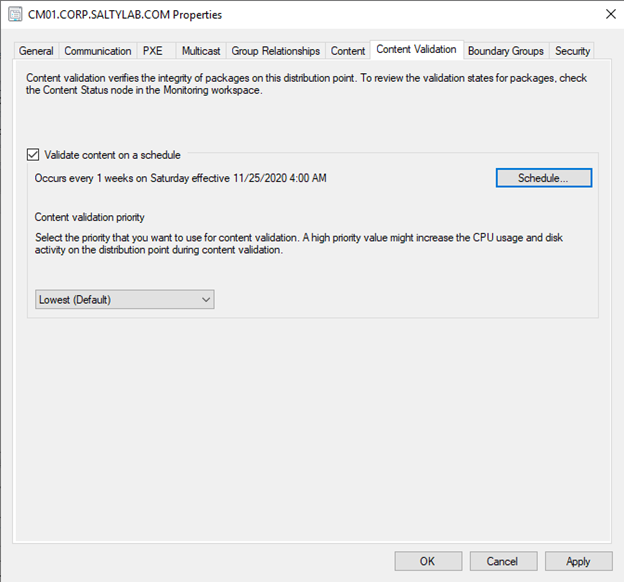 CM01.CORP.SALTYLAB.COM Properties
General Communication PXE Multicast Group Relationships Content Content Validation Boundary Groups Security
Content validation verifies the integrity of packages on this distribution point. To review the validation states for packages, check
the Content Status node in the Monitoring workspace.
Validate content on a schedule
Occurs every 1 weeks on Saturday effective 11/25/2020 4:00 AM Schedule...
Content validation priority
Select the priority that you want to use for content validation. A high priority value might increase the CPU usage and disk
activity on the distribution point during content validation.
Lowest (Default)
OK Cancel Apply